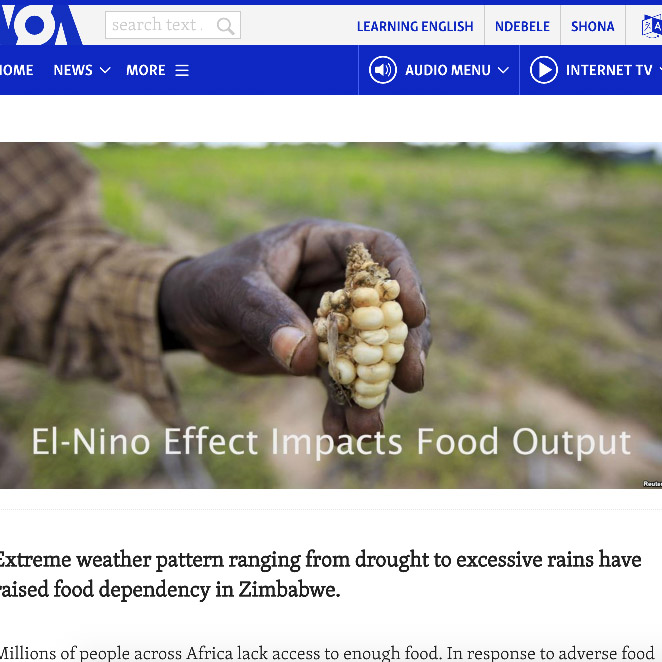 VOA
search text .
LEARNING ENGLISH NDEBELE SHONA
HOME NEWS MORE AUDIO MENU INTERNET TV
El-Nino Effect Impacts Food Output
Reuters
Extreme weather pattern ranging from drought to excessive rains have
raised food dependency in Zimbabwe.
Millions of people across Africa lack access to enough food. In response to adverse food